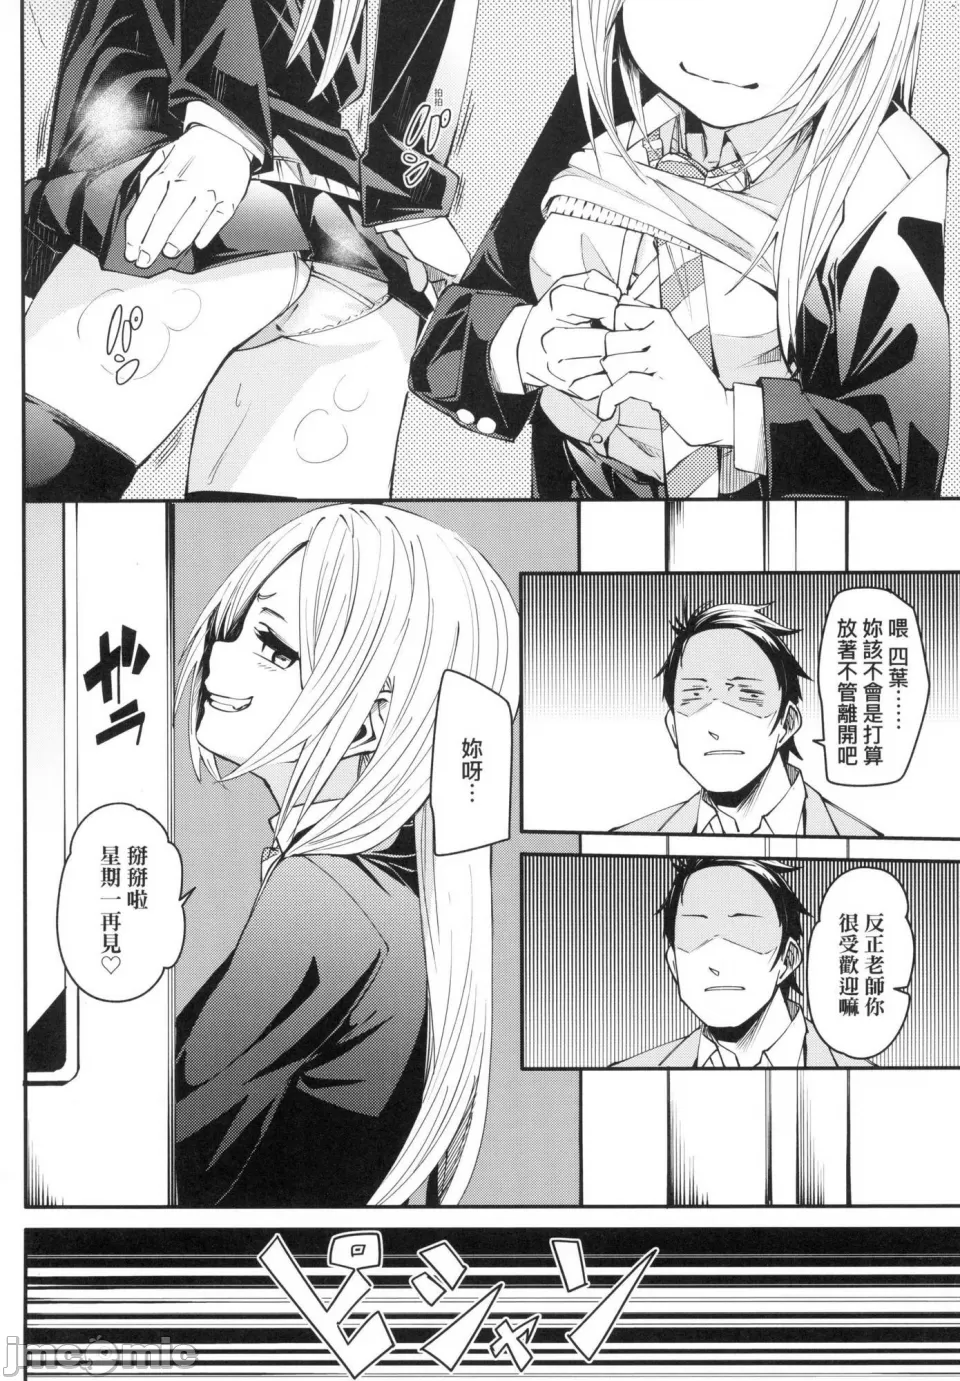 拍拍
パシ
パシ
喂 四葉……
妳該不會是打算
放著不管離開吧
妳呀…
反正老師你
很受歡迎嘛
ガラ
掰掰啦
星期一再見♡
ピシャン
jmcomic